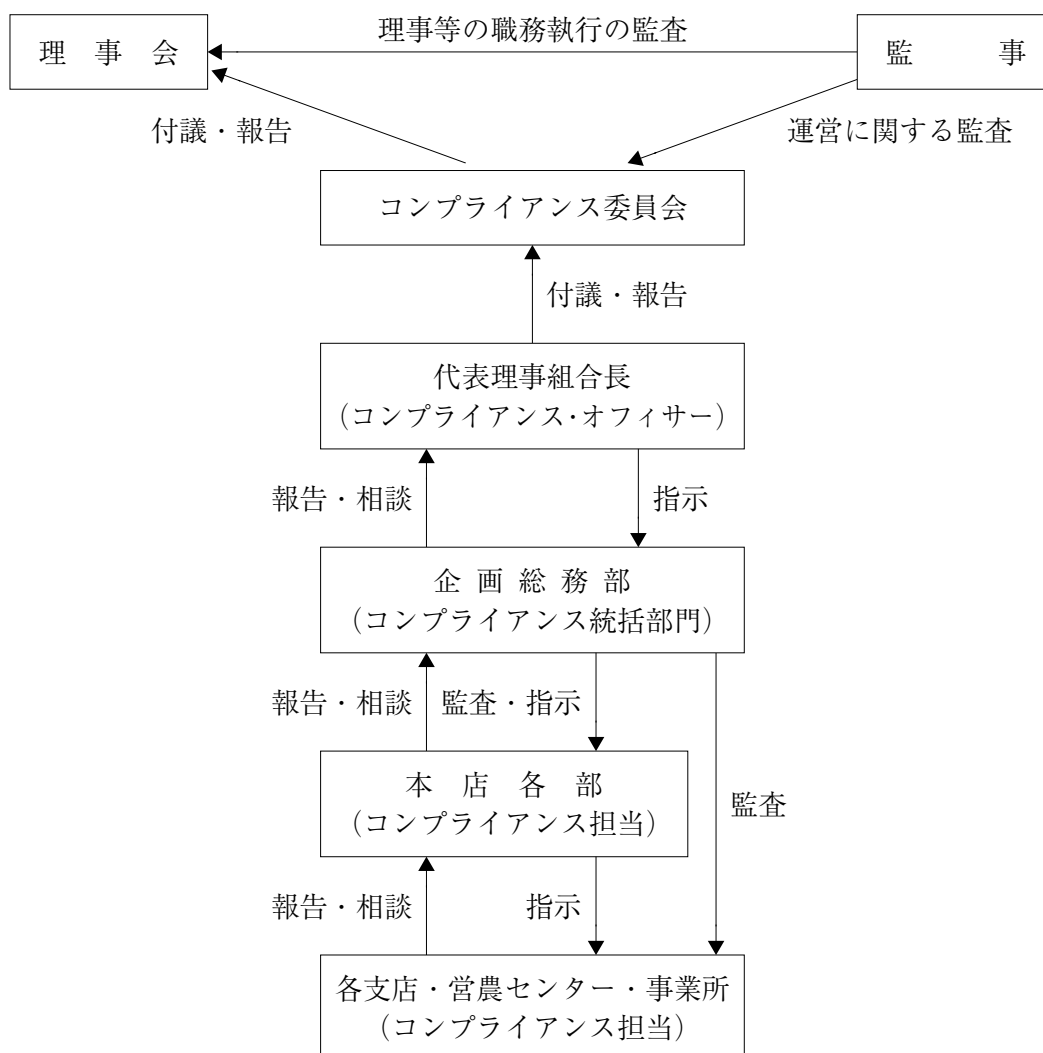 理事等の職務執行の監査
理　事　会
監　　　事
付議・報告
運営に関する監査
コンプライアンス委員会
付議・報告
代表理事組合長
（コンプライアンス・オフィサー）
報告・相談
指示
企画総務部
（コンプライアンス統括部門）
報告・相談
監査・指示
本　店　各　部
（コンプライアンス担当）
監査
報告・相談
指示
各支店・営農センター・事業所
（コンプライアンス担当）